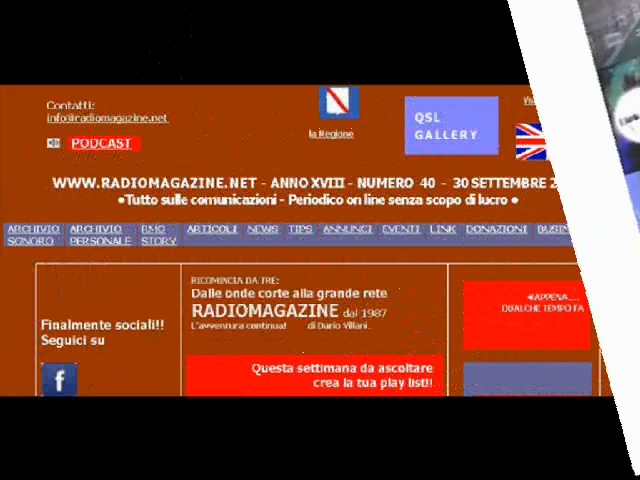 Contatti:
info@radiomagazine.net
PODCAST
la Regione
QSL
GALLERY
WWW.RADIOMAGAZINE.NET - ANNO XVIII - NUMERO 40 - 30 SETTEMBRE 2
•Tutto sulle comunicazioni - Periodico on line senza scopo di lucro •
ARCHIVIO SONORO
ARCHIVIO PERSONALE
STORY
ARTICOLI
NEWS
TIPS
ANNUNCI
EVENTI
LINK
DONAZIONI
RICOMINCIA DA TRE:
Dalle onde corte alla grande rete
RADIOMAGAZINE dal 1987
L'avventura continua! di Dario Villani.
Finalmente sociali!!
Seguici su
f
Questa settimana da ascoltare
crea la tua play list!!
•APPENA....
QUALCHE TEMPO FA